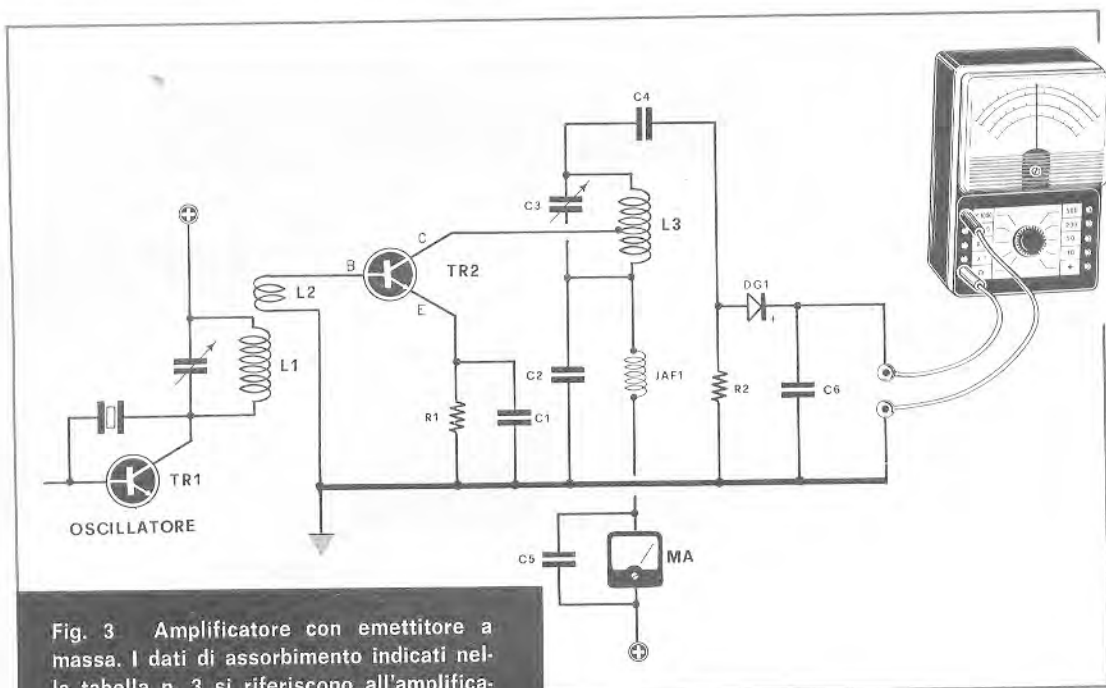 C4
C3
L3
C
B
TR2
L2
E
DG1
+
L1
C2
JAF1
R2
C6
R1
C1
TR1
OSCILLATORE
C5
MA
Fig. 3 Amplificatore con emettitore a
massa. I dati di assorbimento indicati nel-
la tabella n. 3 si riferiscono all'amplifica-